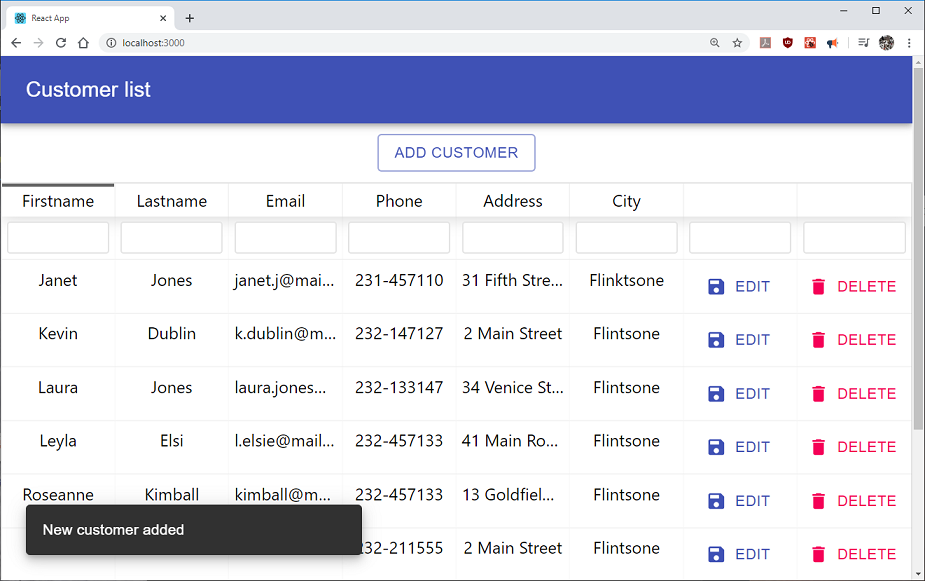 React App
localhost:3000
Customer list
ADD CUSTOMER
Firstname Lastname Email Phone Address City
Janet Jones janet.j@mai... 231-457110 31 Fifth Stre... Flinktsone EDIT DELETE
Kevin Dublin k.dublin@m... 232-147127 2 Main Street Flintsone EDIT DELETE
Laura Jones laura.jones... 232-133147 34 Venice St... Flintsone EDIT DELETE
Leyla Elsi l.elsie@mail... 232-457133 41 Main Ro... Flintsone EDIT DELETE
Roseanne Kimball kimball@m... 232-457133 13 Goldfiel... Flintsone EDIT DELETE
New customer added
32-211555 2 Main Street Flintsone EDIT DELETE